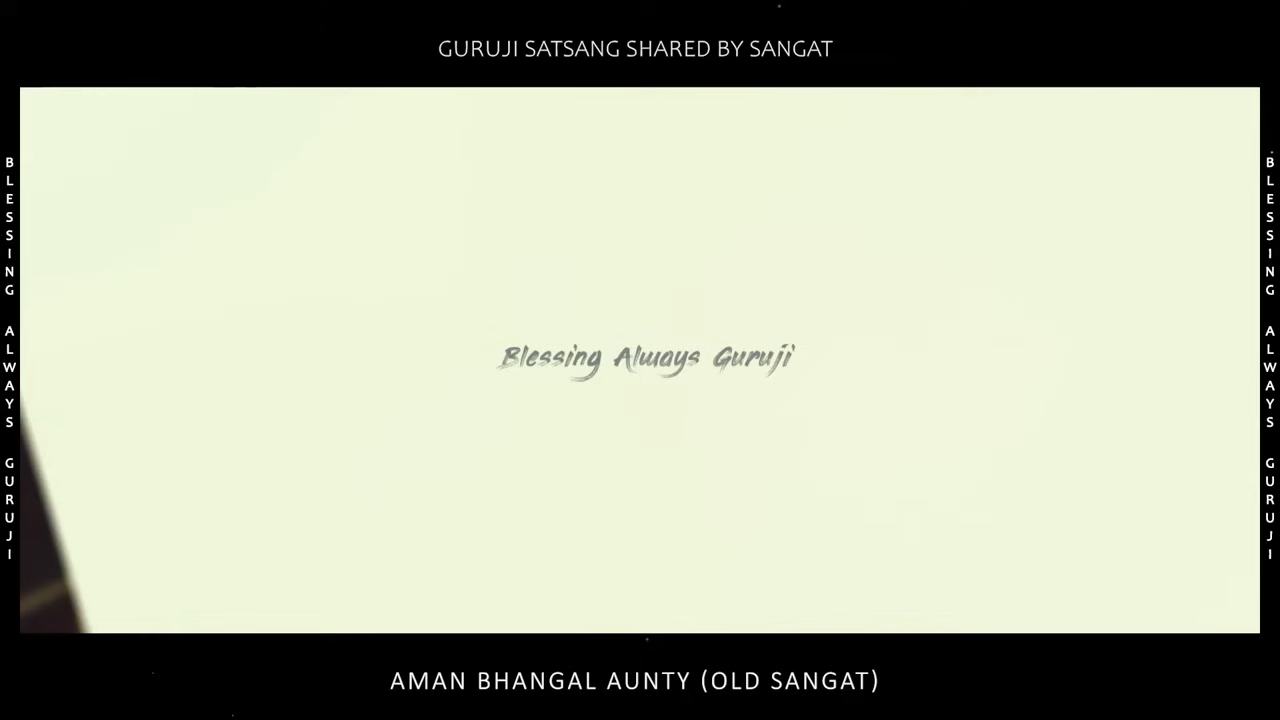 GURUJI SATSANG SHARED BY SANGAT
BLESSING ALWAYS GURUJI
Blessing Always Guruji
BLESSING ALWAYS GURUJI
AMAN BHANGAL AUNTY (OLD SANGAT)